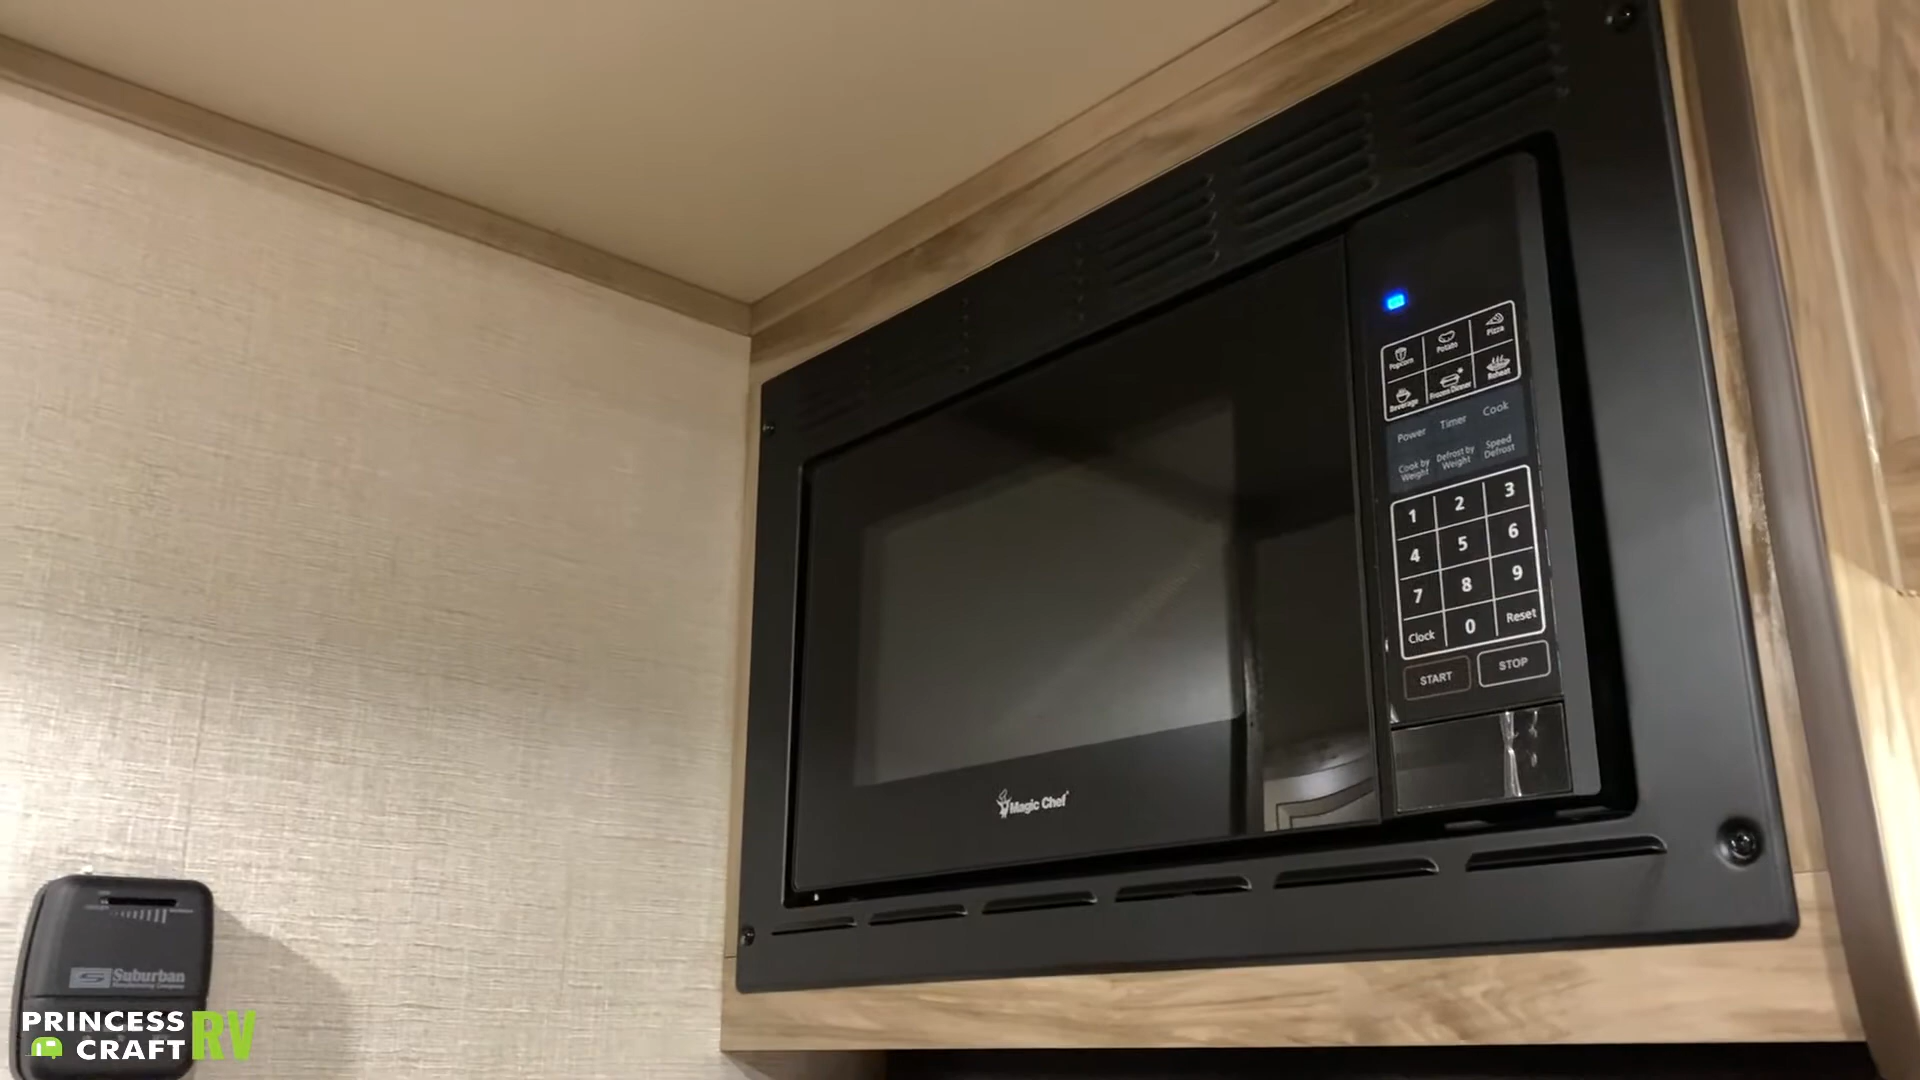 Popcorn
Potato
Pizza
Beverage
Frozen Dinner
Reheat
Power
Timer
Cook
Cook by
Weight
Defrost by
Weight
Speed
Defrost
1
2
3
4
5
6
7
8
9
Clock
0
Reset
START
STOP
Magic Chef
Suburban
Manufacturing Company
PRINCESS
CRAFT
RV